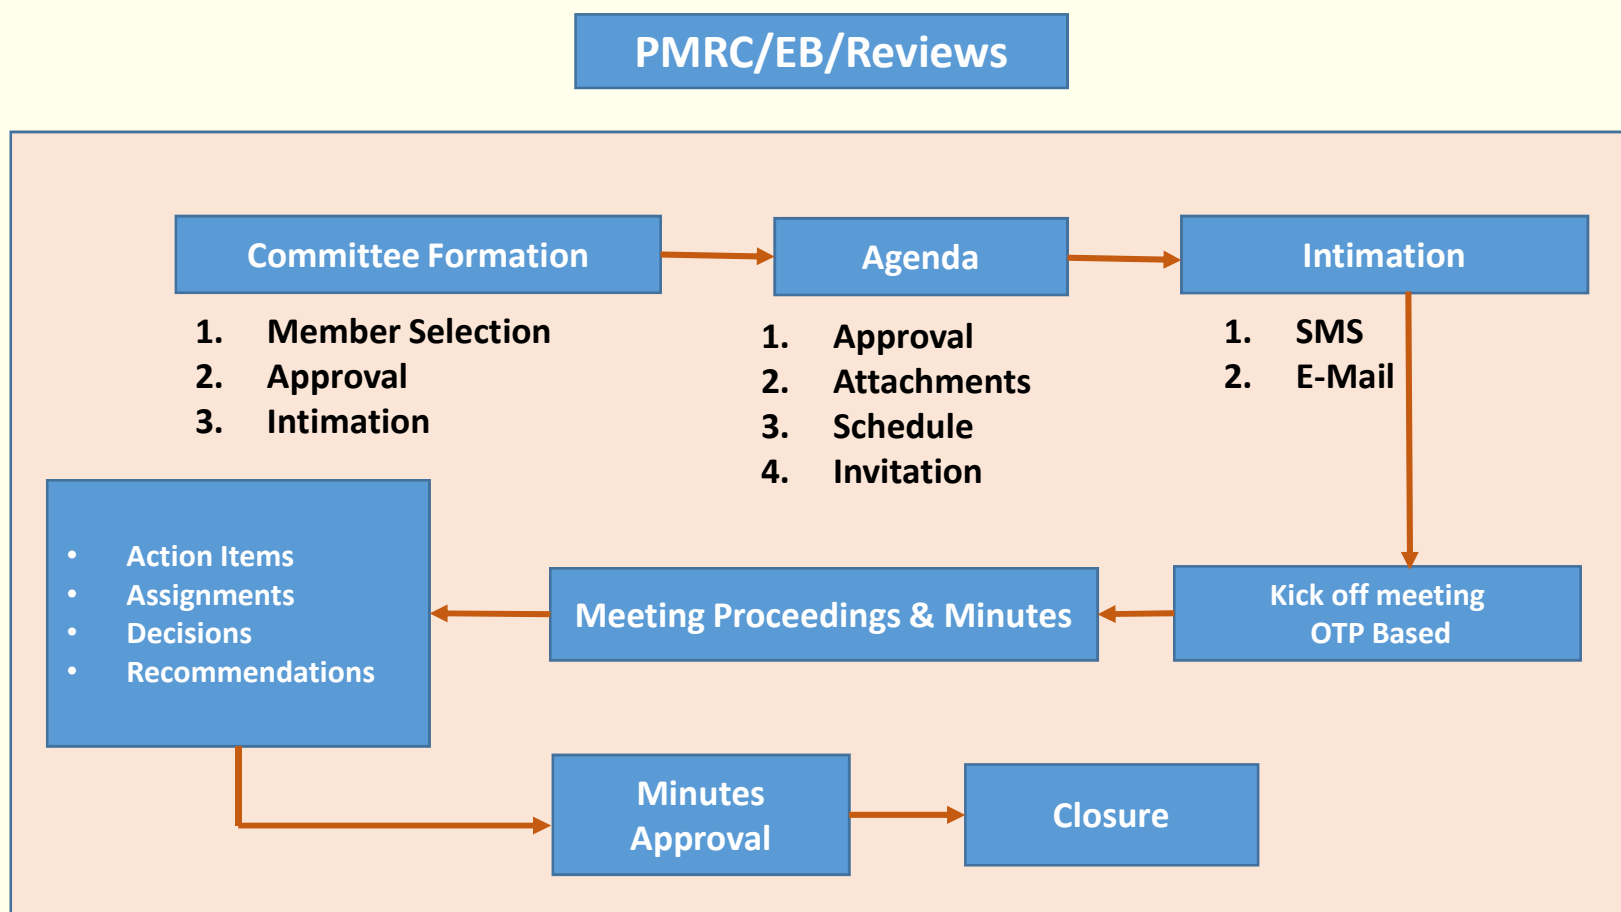 PMRC/EB/Reviews
Committee Formation
1. Member Selection
2. Approval
3. Intimation
Agenda
1. Approval
2. Attachments
3. Schedule
4. Invitation
Intimation
1. SMS
2. E-Mail
Kick off meeting
OTP Based
Meeting Proceedings & Minutes
• Action Items
• Assignments
• Decisions
• Recommendations
Minutes
Approval
Closure